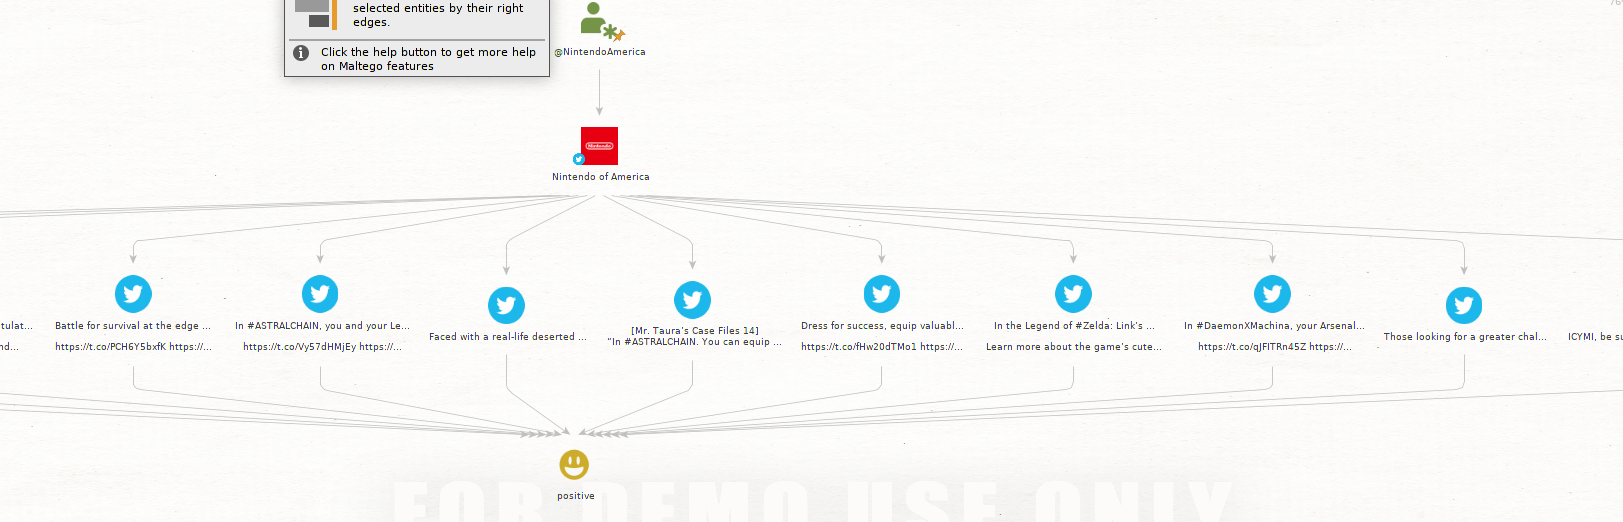 selected entities by their right
edges.
Click the help button to get more help
on Maltego features
@NintendoAmerica
Nintendo
Nintendo of America
tulat...
nd...
Battle for survival at the edge ...
https://t.co/PCH6Y5bxfK https://...
In #ASTRALCHAIN, you and your Le...
https://t.co/Vy57dHMjEy https://...
Faced with a real-life deserted ...
[Mr. Taura's Case Files 14]
"In #ASTRALCHAIN. You can equip ...
Dress for success, equip valuabl...
https://t.co/fHw20dTMo1 https://...
In the Legend of #Zelda: Link's ...
Learn more about the game's cute...
In #DaemonXMachina, your Arsenal...
https://t.co/qJFITRn45Z https://...
Those looking for a greater chal...
ICYMI, be su
positive
FOR DEMO USE ONLY